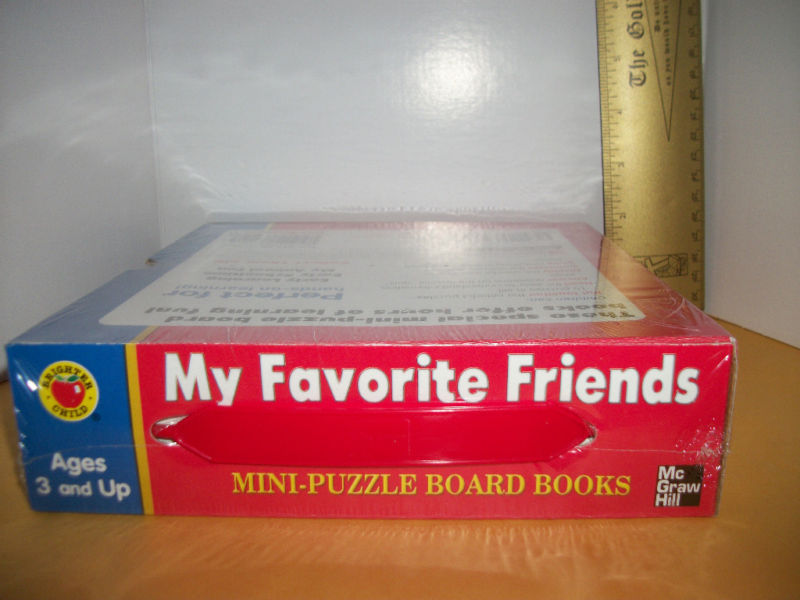 The Gol
These special mini-puzzle board
books offer hours of learning fun!
Perfect for
hands-on learning!
My Favorite Friends
BRIGHTER
CHILD
Ages
3 and Up
MINI-PUZZLE BOARD BOOKS
Mc
Graw
Hill